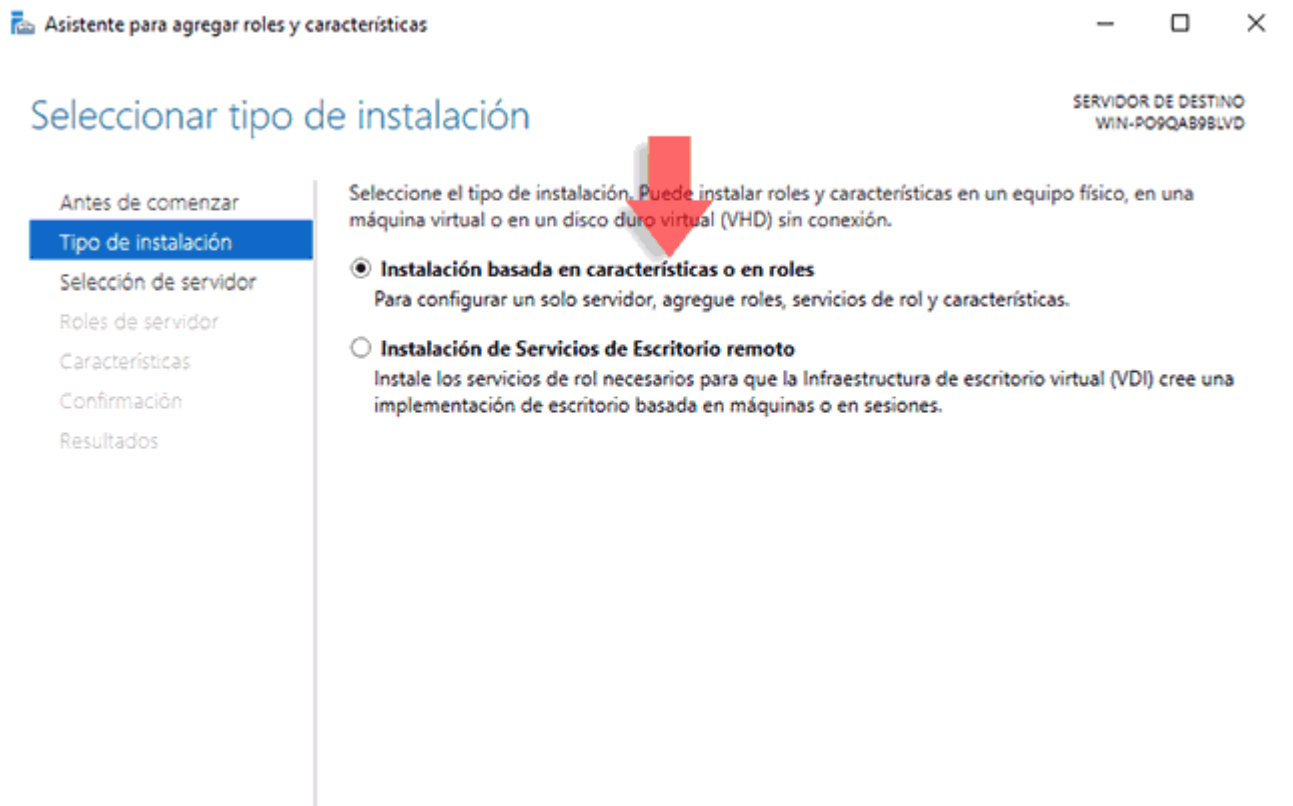 Asistente para agregar roles y características
Seleccionar tipo de instalación
SERVIDOR DE DESTINO
WIN-PO9QAB9BLVD
Antes de comenzar
Tipo de instalación
Selección de servidor
Roles de servidor
Características
Confirmación
Resultados
Seleccione el tipo de instalación. Puede instalar roles y características en un equipo físico, en una
máquina virtual o en un disco duro virtual (VHD) sin conexión.
Instalación basada en características o en roles
Para configurar un solo servidor, agregue roles, servicios de rol y características.
Instalación de Servicios de Escritorio remoto
Instale los servicios de rol necesarios para que la Infraestructura de escritorio virtual (VDI) cree una
implementación de escritorio basada en máquinas o en sesiones.